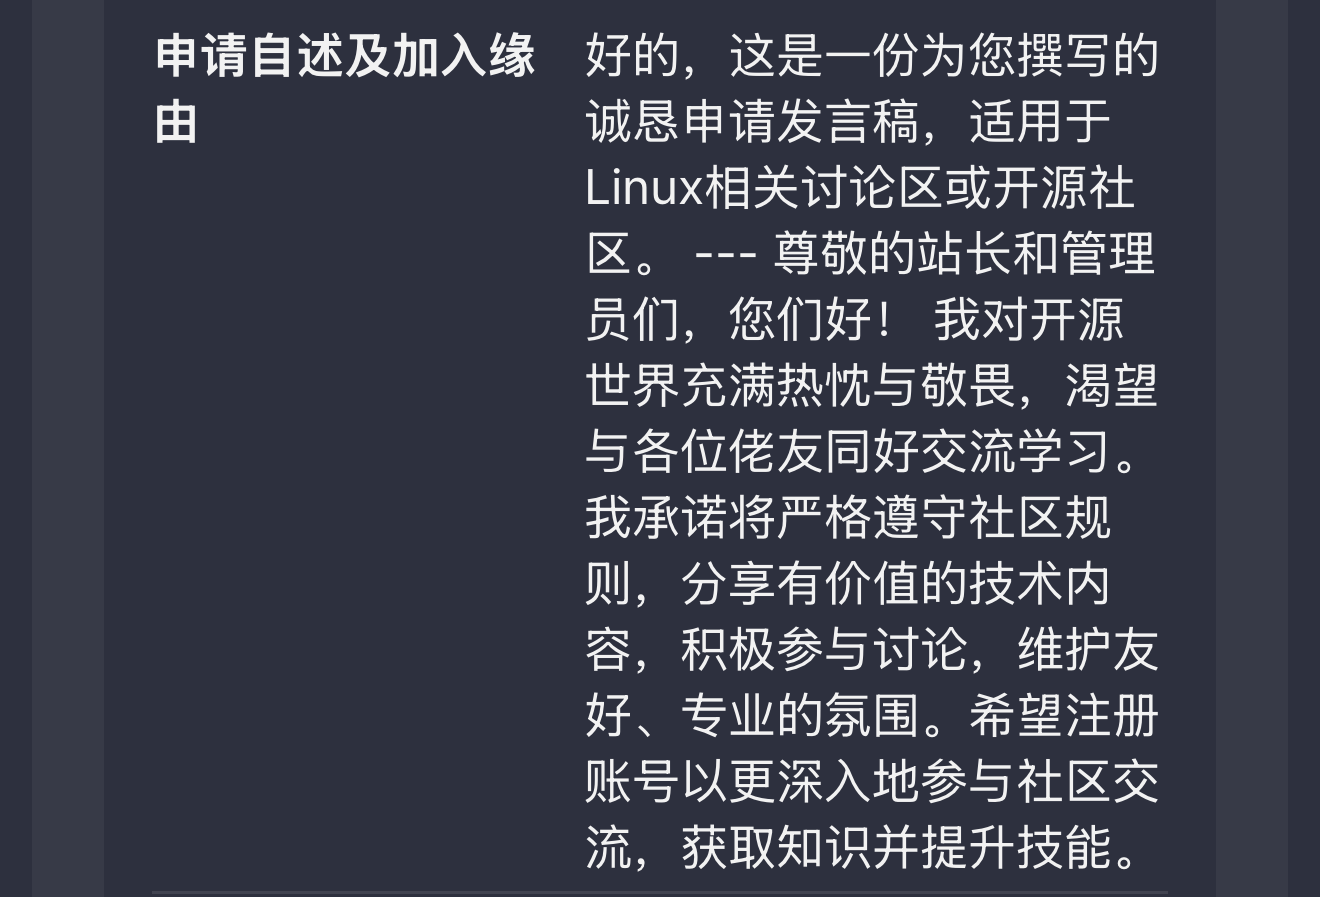 申请自述及加入缘
由
好的，这是一份为您撰写的
诚恳申请发言稿，适用于
Linux相关讨论区或开源社
区。 --- 尊敬的站长和管理
员们，您们好！ 我对开源
世界充满热忱与敬畏，渴望
与各位佬友同好交流学习。
我承诺将严格遵守社区规
则，分享有价值的技术内
容，积极参与讨论，维护友
好、专业的氛围。希望注册
账号以更深入地参与社区交
流，获取知识并提升技能。